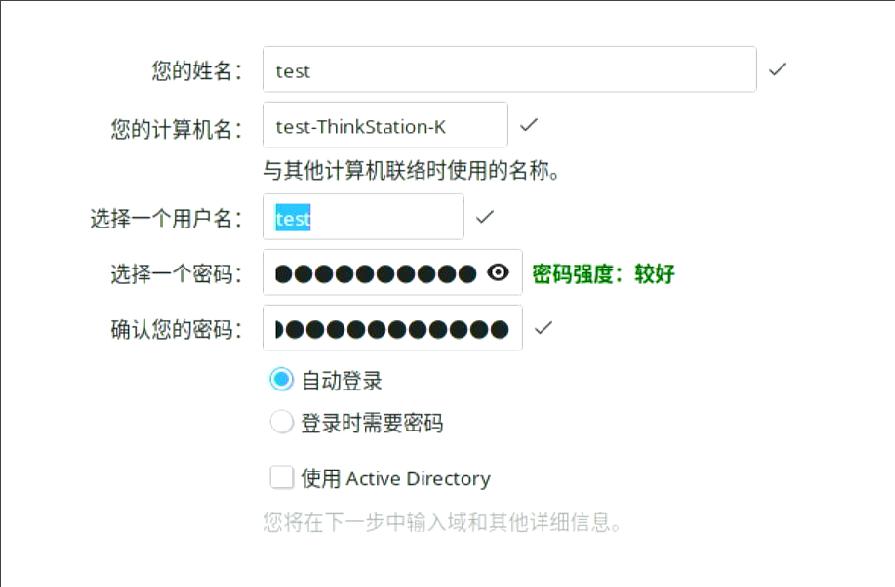 您的姓名： test
您的计算机名： test-ThinkStation-K
与其他计算机联络时使用的名称。
选择一个用户名： test
选择一个密码： ●●●●●●●●●● 密码强度：较好
确认您的密码： ●●●●●●●●●●●●
自动登录
登录时需要密码
使用 Active Directory
您将在下一步中输入域和其他详细信息。